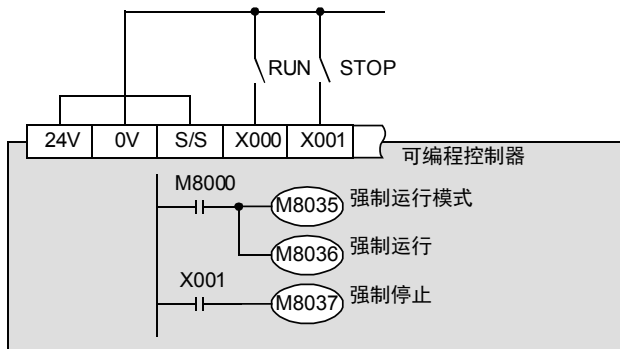 RUN STOP
24V 0V S/S X000 X001
可编程控制器
M8000
M8035 强制运行模式
M8036 强制运行
X001
M8037 强制停止